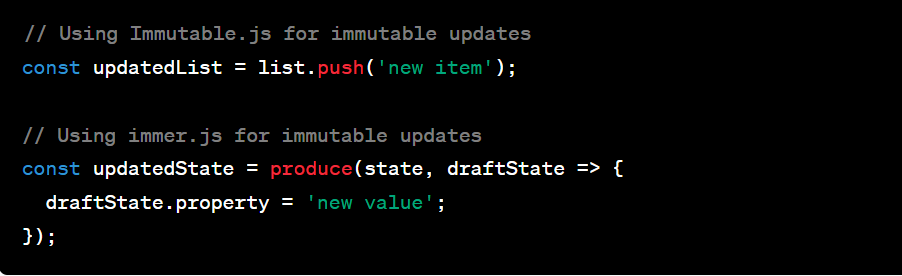 // Using Immutable.js for immutable updates
const updatedList = list.push('new item');
// Using immer.js for immutable updates
const updatedState = produce(state, draftState => {
  draftState.property = 'new value';
});